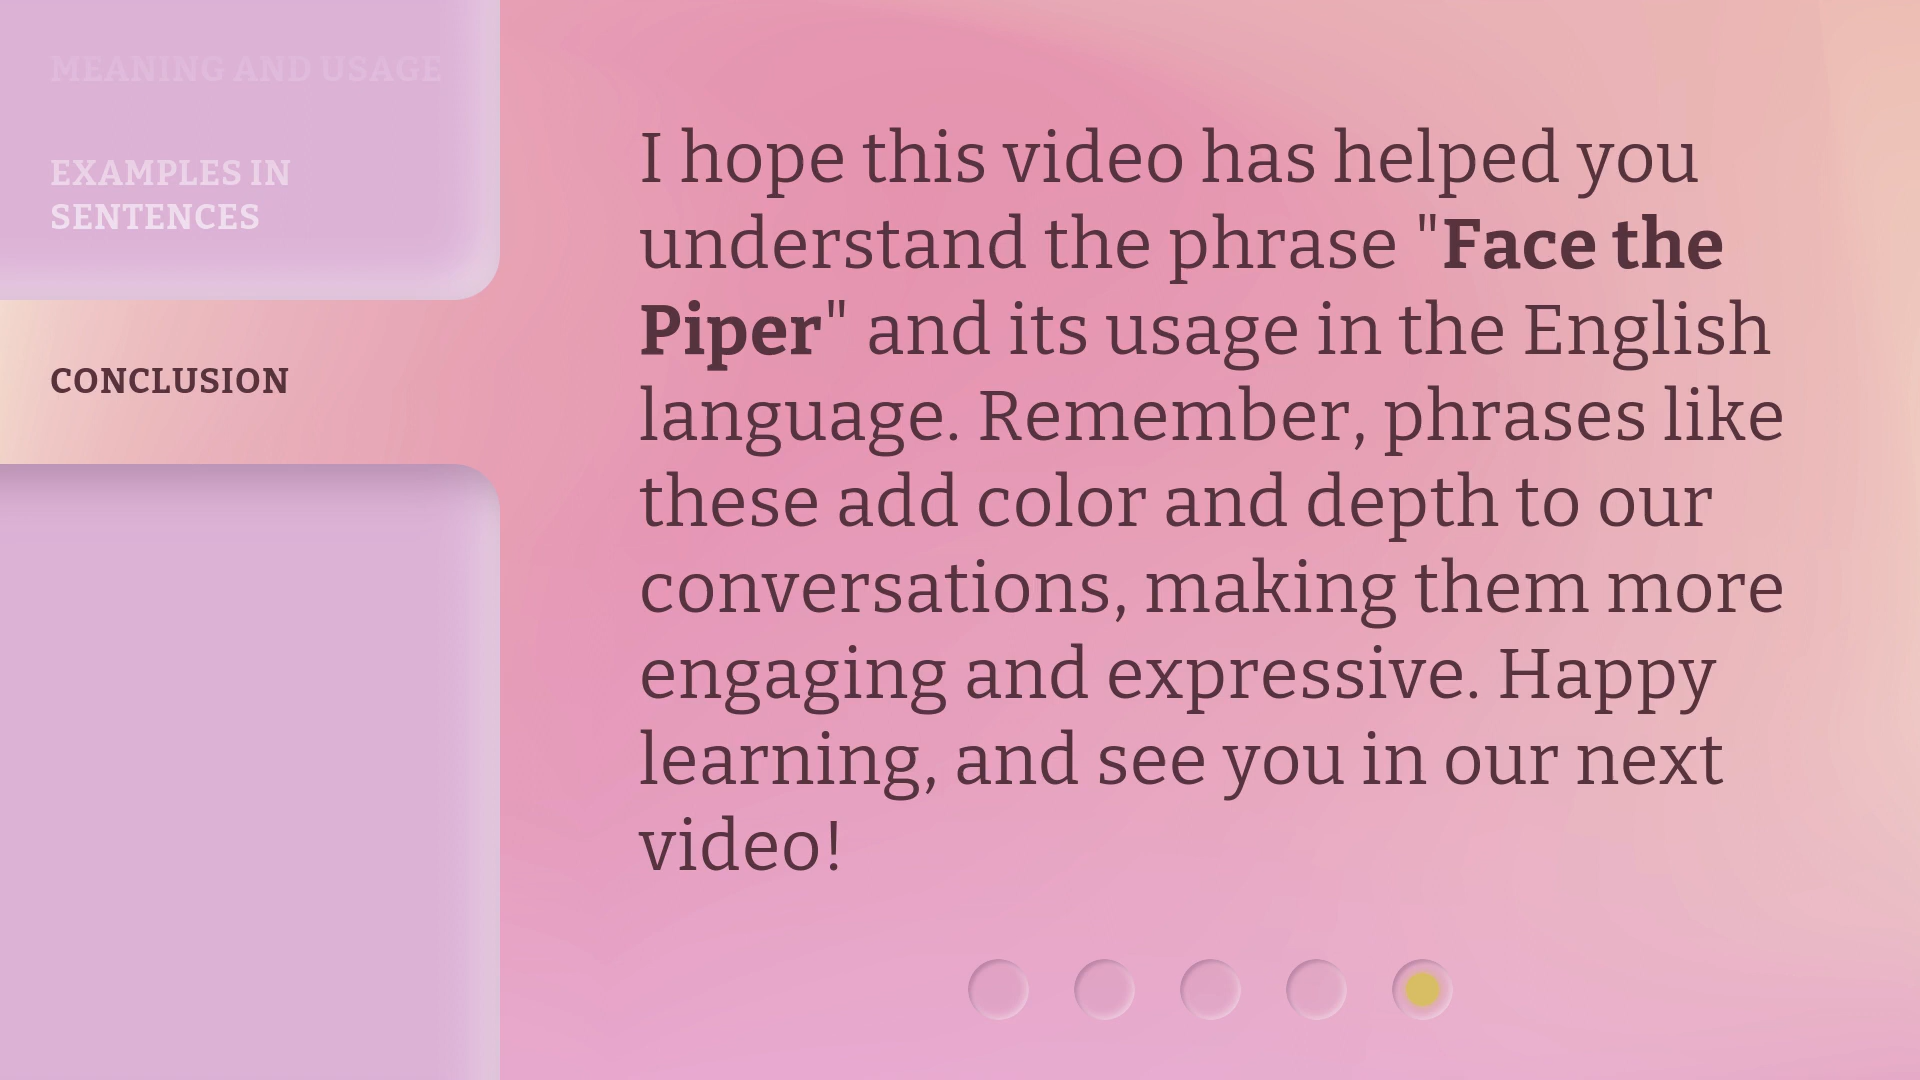 MEANING AND USAGE
EXAMPLES IN
SENTENCES
CONCLUSION
I hope this video has helped you
understand the phrase "Face the
Piper" and its usage in the English
language. Remember, phrases like
these add color and depth to our
conversations, making them more
engaging and expressive. Happy
learning, and see you in our next
video!